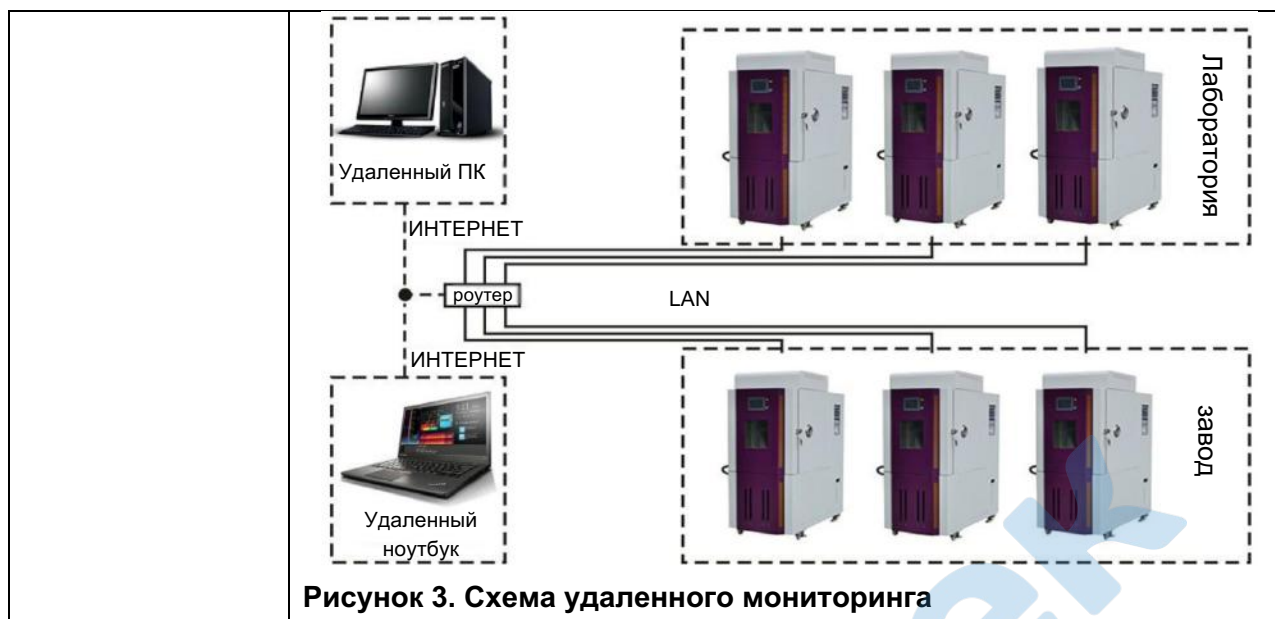 Удаленный ПК
Лаборатория
ИНТЕРНЕТ
роутер
LAN
ИНТЕРНЕТ
завод
Удаленный
ноутбук
Рисунок 3. Схема удаленного мониторинга